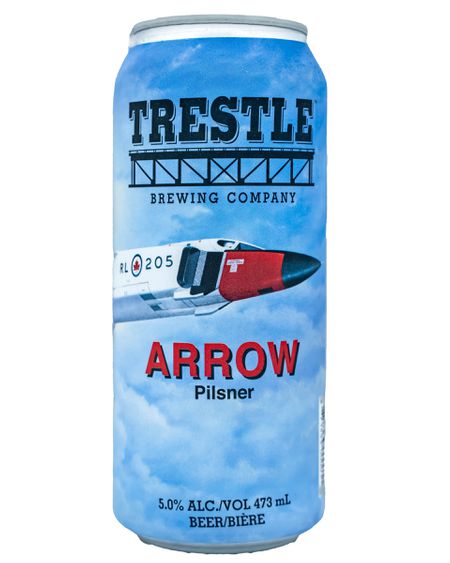 TRESTLE
BREWING COMPANY
RL 205
ARROW
Pilsner
5.0% ALC./VOL 473 mL
BEER/BIÈRE